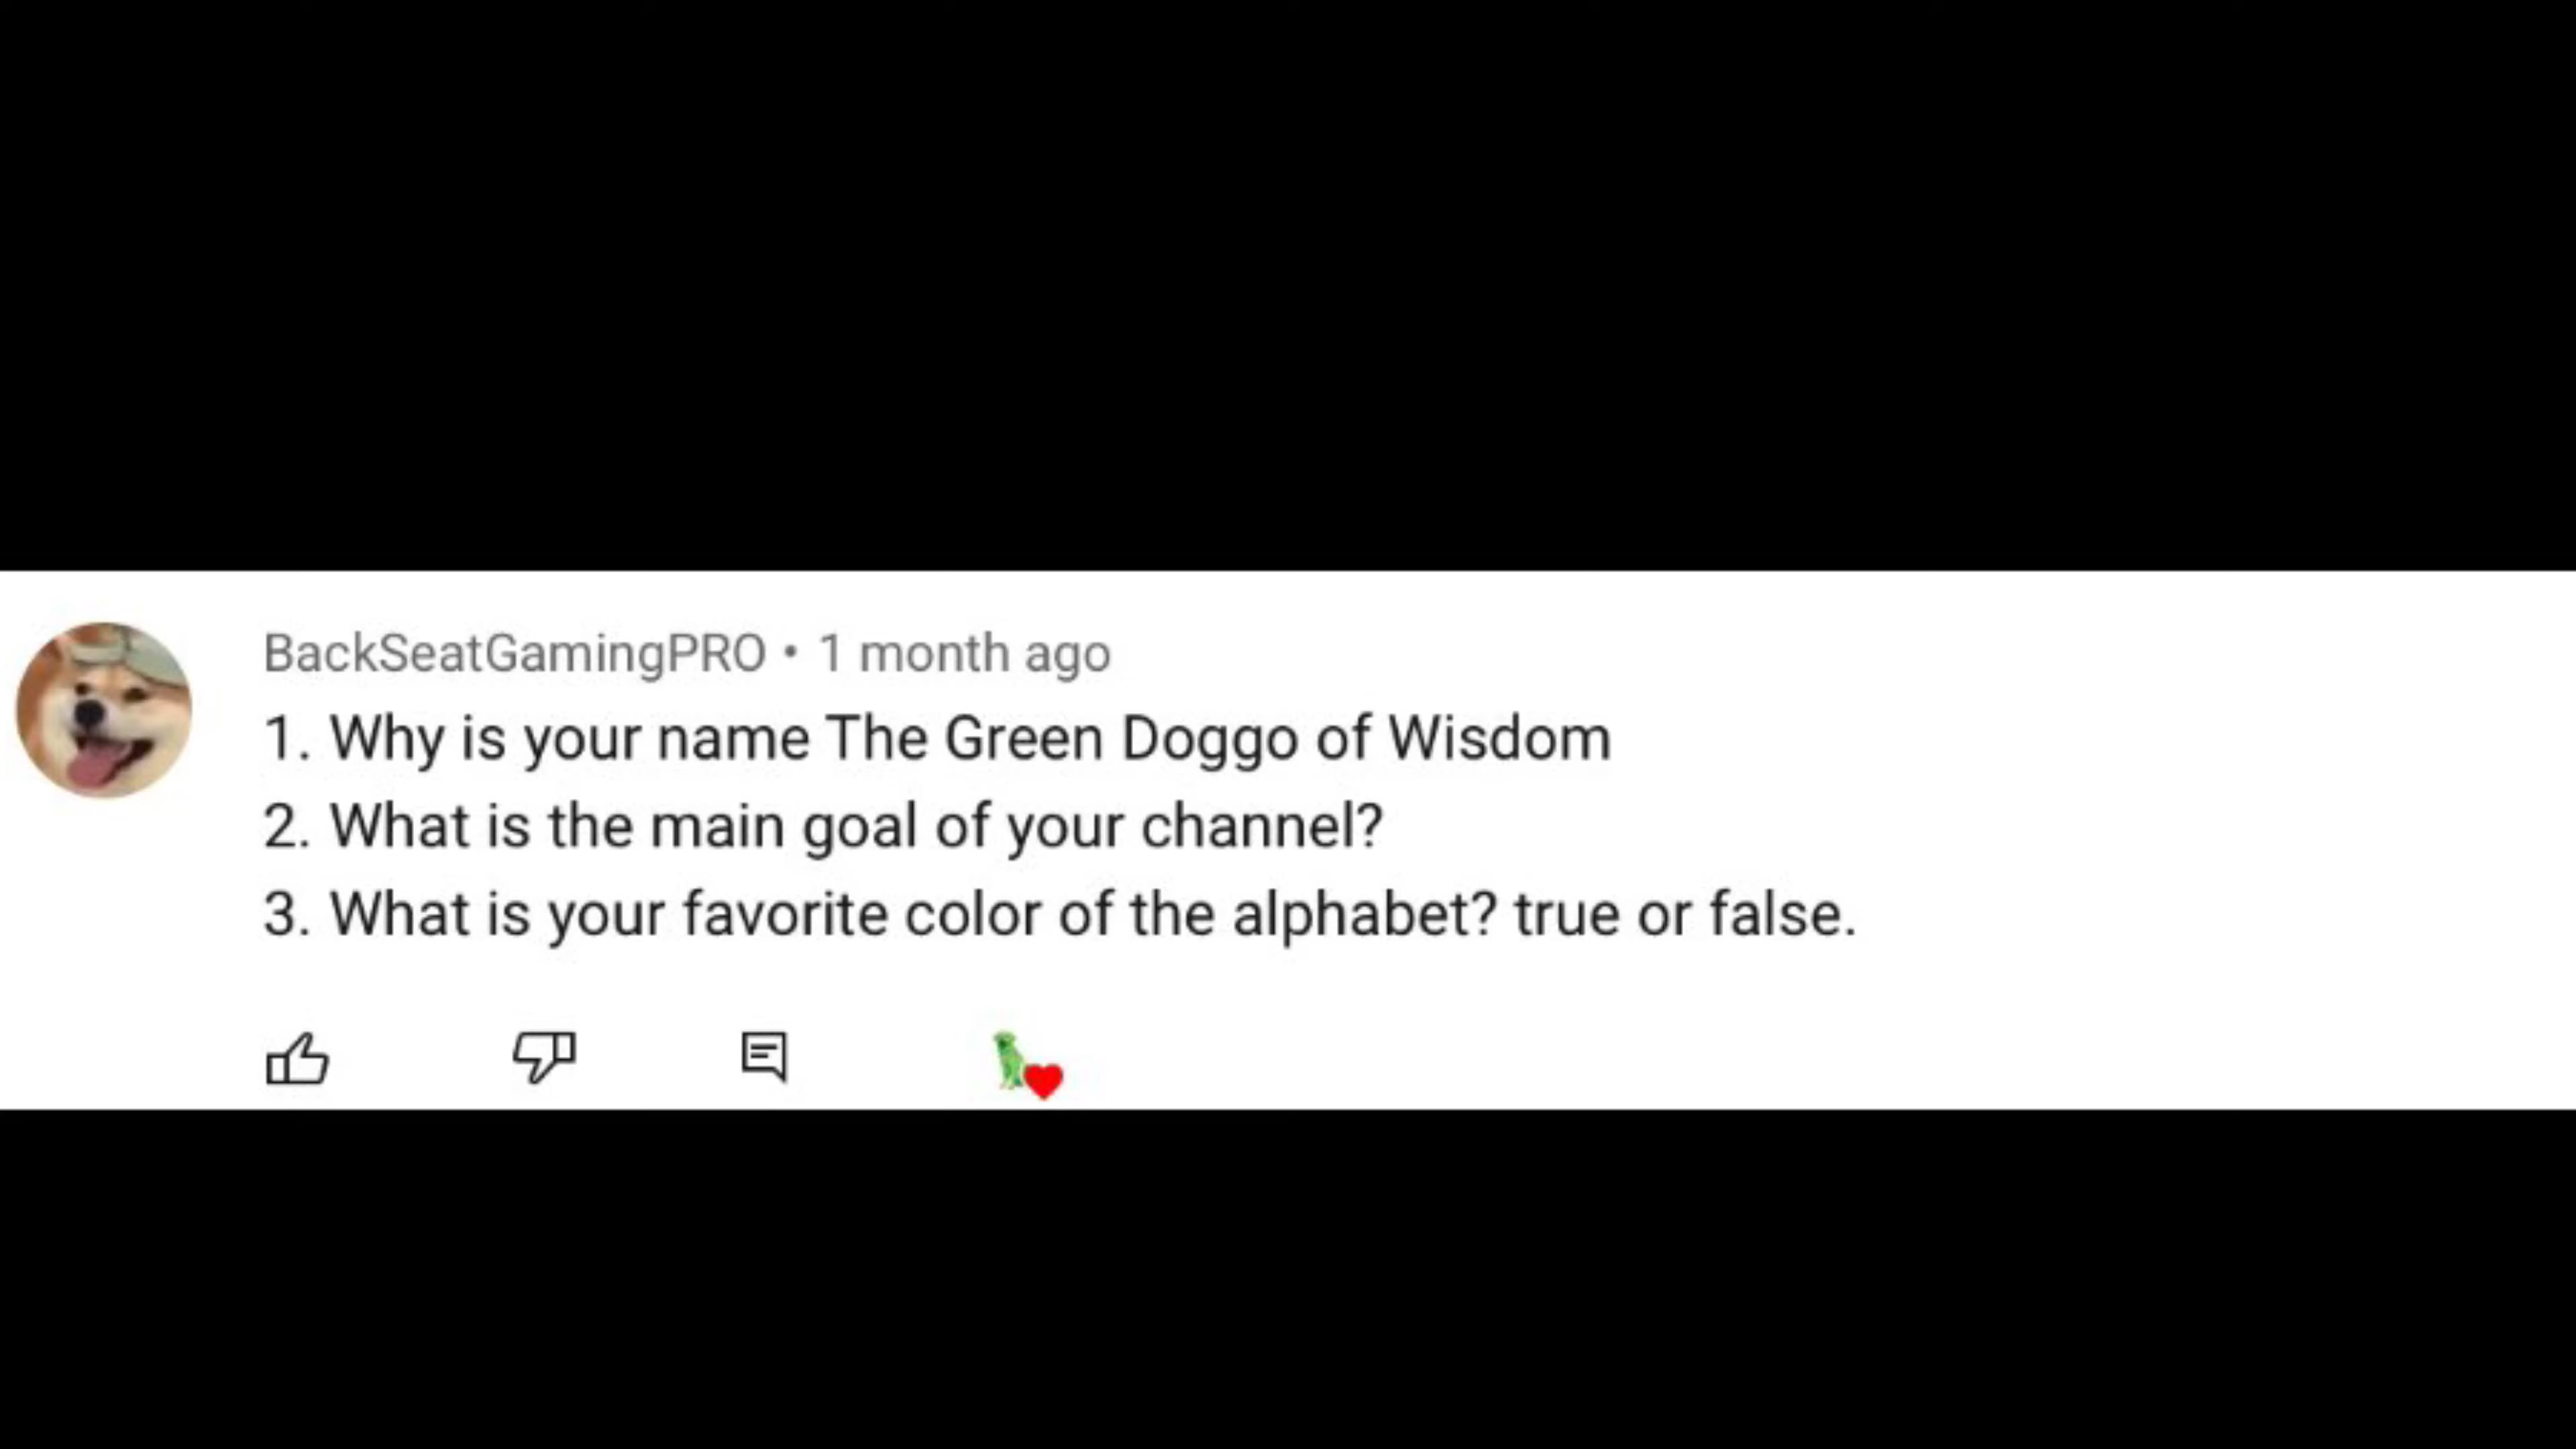 BackSeatGamingPRO • 1 month ago
1. Why is your name The Green Doggo of Wisdom
2. What is the main goal of your channel?
3. What is your favorite color of the alphabet? true or false.